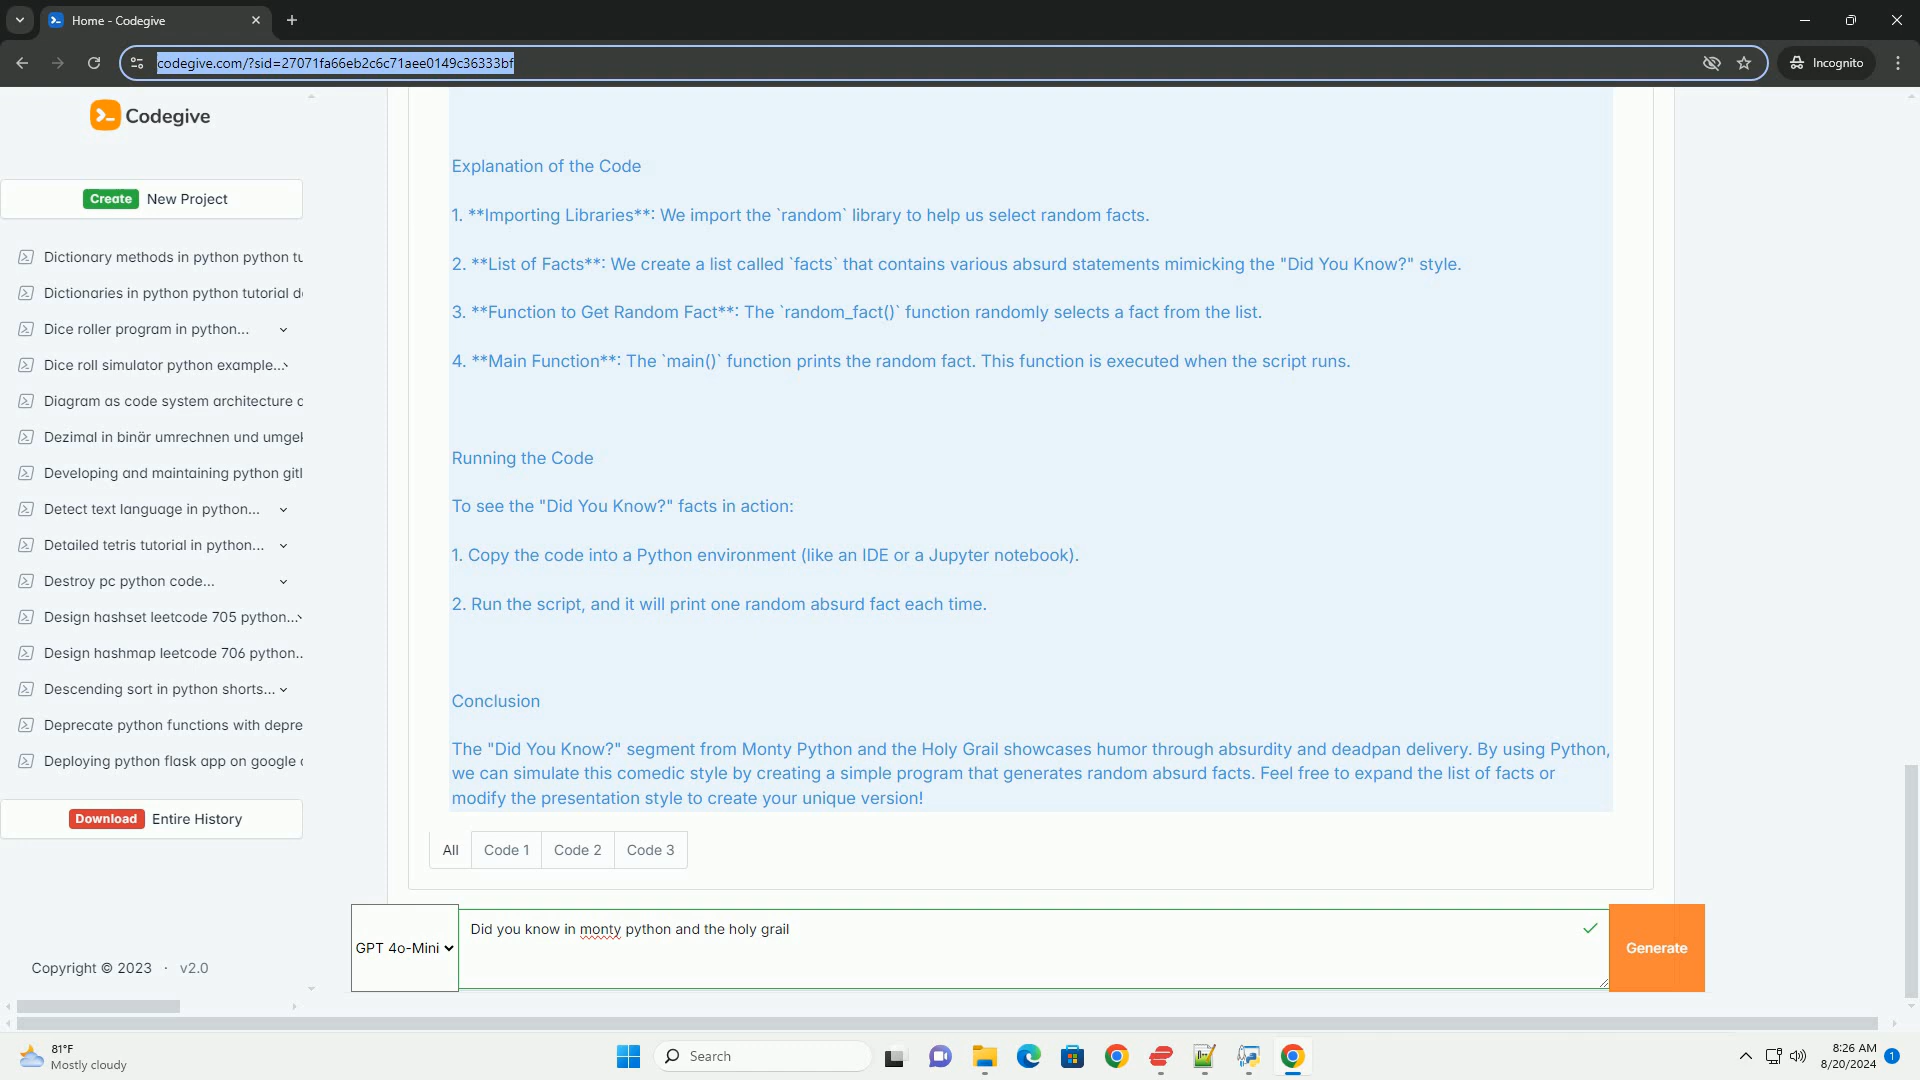 Home - Codegive
codegive.com/?sid=27071fa66eb2c6c71aee0149c36333bf
Incognito
Codegive
Create New Project
Dictionary methods in python python tu
Dictionaries in python python tutorial de
Dice roller program in python...
Dice roll simulator python example...
Diagram as code system architecture a
Dezimal in binär umrechnen und umgek
Developing and maintaining python gitl
Detect text language in python...
Detailed tetris tutorial in python...
Destroy pc python code...
Design hashset leetcode 705 python...
Design hashmap leetcode 706 python..
Descending sort in python shorts...
Deprecate python functions with depre
Deploying python flask app on google c
Download Entire History
Copyright © 2023 · v2.0
Explanation of the Code
1. **Importing Libraries**: We import the `random` library to help us select random facts.
2. **List of Facts**: We create a list called `facts` that contains various absurd statements mimicking the "Did You Know?" style.
3. **Function to Get Random Fact**: The `random_fact()` function randomly selects a fact from the list.
4. **Main Function**: The `main()` function prints the random fact. This function is executed when the script runs.
Running the Code
To see the "Did You Know?" facts in action:
1. Copy the code into a Python environment (like an IDE or a Jupyter notebook).
2. Run the script, and it will print one random absurd fact each time.
Conclusion
The "Did You Know?" segment from Monty Python and the Holy Grail showcases humor through absurdity and deadpan delivery. By using Python,
we can simulate this comedic style by creating a simple program that generates random absurd facts. Feel free to expand the list of facts or
modify the presentation style to create your unique version!
All Code 1 Code 2 Code 3
GPT 4o-Mini
Did you know in monty python and the holy grail
Generate
81°F
Mostly cloudy
Search
8:26 AM
8/20/2024
1